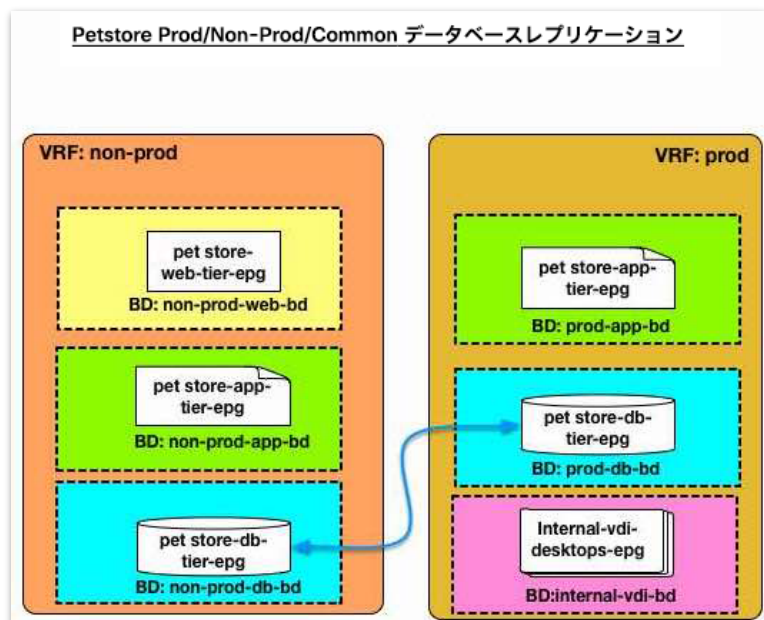 Petstore Prod/Non-Prod/Common データベースレプリケーション
VRF: non-prod
pet store-
web-tier-epg
BD: non-prod-web-bd
pet store-app-
tier-epg
BD: non-prod-app-bd
pet store-db-
tier-epg
BD: non-prod-db-bd
VRF: prod
pet store-app-
tier-epg
BD: prod-app-bd
pet store-db-
tier-epg
BD: prod-db-bd
Internal-vdi-
desktops-epg
BD:internal-vdi-bd